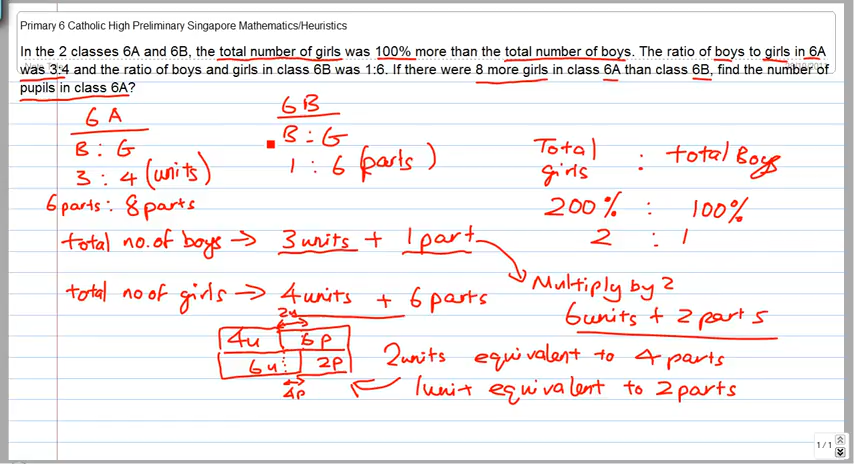 Primary 6 Catholic High Preliminary Singapore Mathematics/Heuristics
In the 2 classes 6A and 6B, the total number of girls was 100% more than the total number of boys. The ratio of boys to girls in 6A
was 3:4 and the ratio of boys and girls in class 6B was 1:6. If there were 8 more girls in class 6A than class 6B, find the number of
pupils in class 6A?
6A
B : G
3 : 4 (units)
6 parts : 8 parts
6B
B : G
1 : 6 (parts)
Total girls : total Boys
200% : 100%
2 : 1
total no. of boys → 3 units + 1 part
Multiply by 2
6 units + 2 parts
total no of girls → 4 units + 6 parts
2u
4u 6p
6u 2P
4P
2 units equivalent to 4 parts
1 unit equivalent to 2 parts
1 / 1